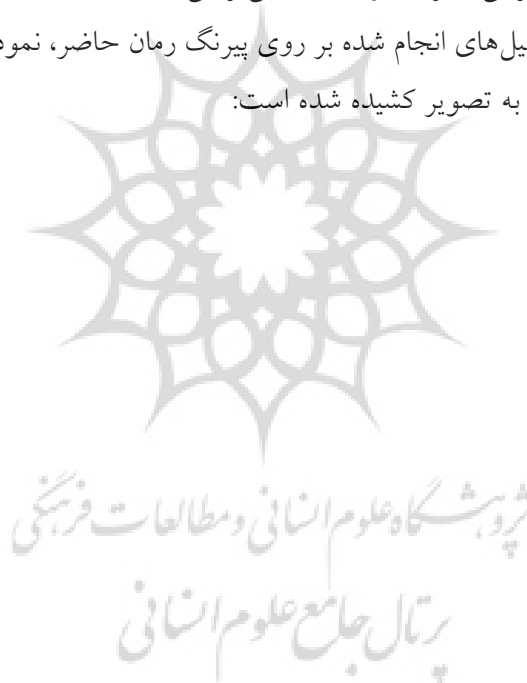 یل‌های انجام شده بر روی پیرنگ رمان حاضر، نمود
به تصویر کشیده شده است:
پژوهشگاه علوم انسانی و مطالعات فرهنگی
پرتال جامع علوم انسانی